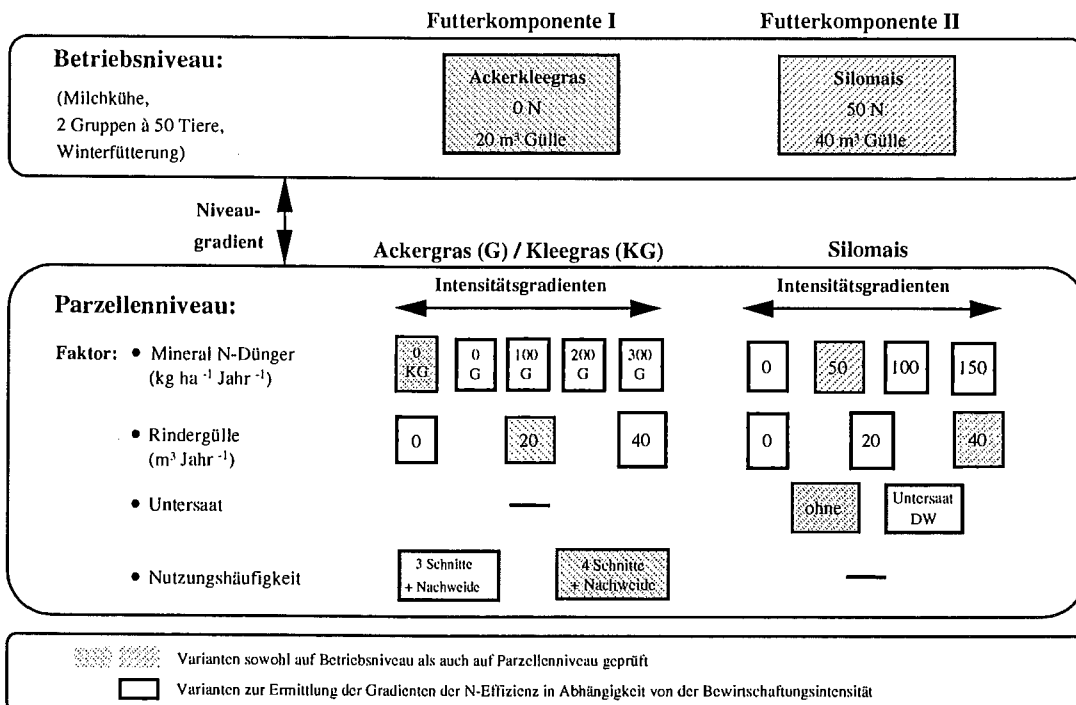 Futterkomponente I Futterkomponente II
Betriebsniveau:
(Milchkühe,
2 Gruppen à 50 Tiere,
Winterfütterung)
Ackerkleegras
0 N
20 m³ Gülle
Silomais
50 N
40 m³ Gülle
Niveau-
gradient
Ackergras (G) / Kleegras (KG) Silomais
Parzellenniveau:
Intensitätsgradienten Intensitätsgradienten
Faktor: • Mineral N-Dünger
(kg ha ⁻¹ Jahr ⁻¹)
0
KG
0
G
100
G
200
G
300
G
0 50 100 150
• Rindergülle
(m³ Jahr ⁻¹)
0 20 40 0 20 40
• Untersaat
—
ohne
Untersaat
DW
• Nutzungshäufigkeit
3 Schnitte
+ Nachweide
4 Schnitte
+ Nachweide
—
Varianten sowohl auf Betriebsniveau als auch auf Parzellenniveau geprüft
Varianten zur Ermittlung der Gradienten der N-Effizienz in Abhängigkeit von der Bewirtschaftungsintensität